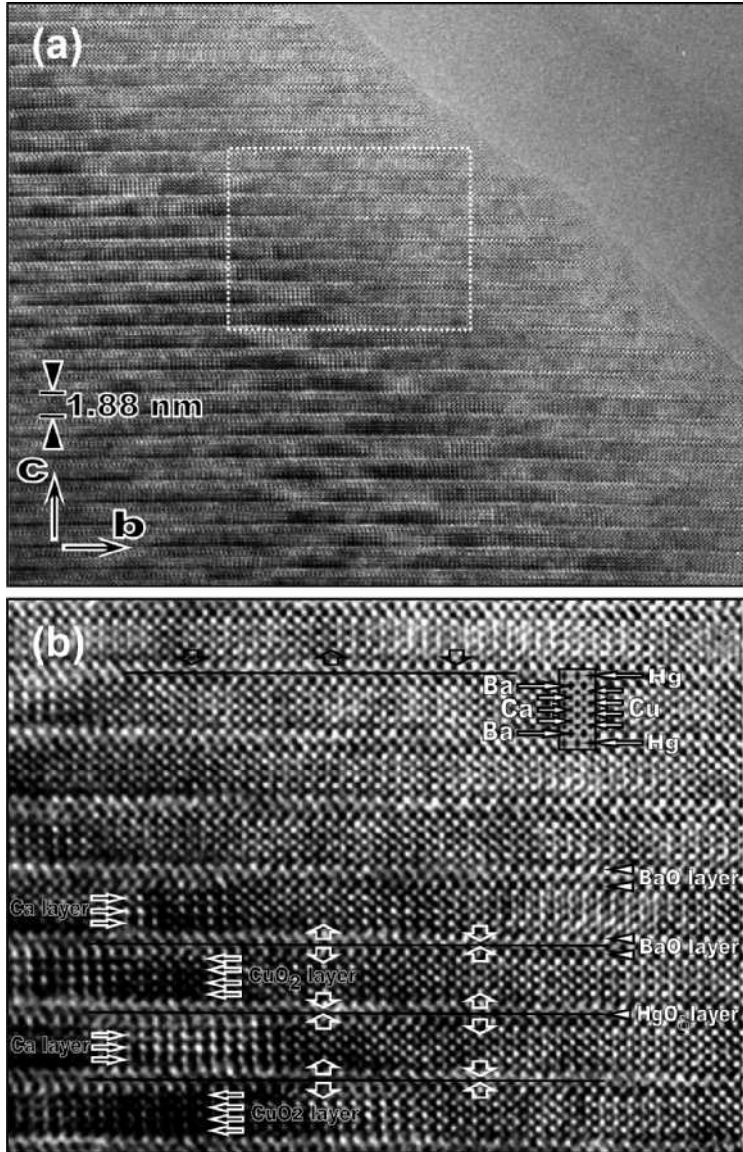 (a)
1.88 nm
c
b
(b)
Ba
Hg
Ca
Cu
Ba
Hg
BaO layer
Ca layer
BaO layer
CuO₂ layer
HgOδ layer
Ca layer
CuO2 layer